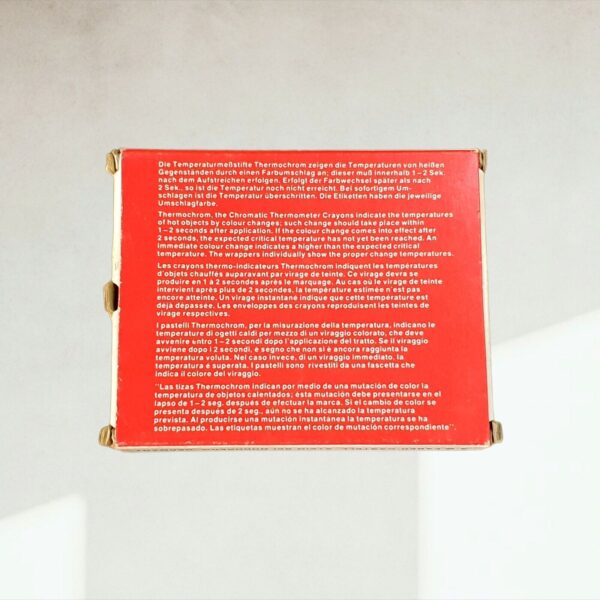 Die Temperaturmeßstifte Thermochrom zeigen die Temperaturen von heißen
Gegenständen durch einen Farbumschlag an; dieser muß innerhalb 1–2 Sek.
nach dem Aufstreichen erfolgen. Erfolgt der Farbwechsel später als nach
2 Sek., so ist die Temperatur noch nicht erreicht. Bei sofortigem Um-
schlagen ist die Temperatur überschritten. Die Etiketten haben die jeweilige
Umschlagfarbe.
Thermochrom, the Chromatic Thermometer Crayons indicate the temperatures
of hot objects by colour changes; such change should take place within
1–2 seconds after application. If the colour change comes into effect after
2 seconds, the expected critical temperature has not yet been reached. An
immediate colour change indicates a higher than the expected critical
temperature. The wrappers individually show the proper change temperatures.
Les crayons thermo-indicateurs Thermochrom indiquent les températures
d'objets chauffés auparavant par virage de teinte. Ce virage devra se
produire en 1 à 2 secondes après le marquage. Au cas où le virage de teinte
intervient après plus de 2 secondes, la température estimée n'est pas
encore atteinte. Un virage instantané indique que cette température est
déjà dépassée. Les enveloppes des crayons reproduisent les teintes de
virage respectives.
I pastelli Thermochrom, per la misurazione della temperatura, indicano le
temperature di ogetti caldi per mezzo di un viraggio colorato, che deve
avvenire entro 1–2 secondi dopo l'applicazione del tratto. Se il viraggio
avviene dopo i 2 secondi, è segno che non si è ancora raggiunta la
temperatura voluta. Nel caso invece, di un viraggio immediato, la
temperatura é superata. I pastelli sono rivestiti da una fascetta che
indica il colore del viraggio.
"Las tizas Thermochrom indican por medio de una mutación de color la
temperatura de objetos calentados; ésta mutación debe presentarse en el
lapso de 1–2 seg. después de efectuar la marca. Si el cambio de color se
presenta después de 2 seg., aún no se ha alcanzado la temperatura
prevista. Al producirse una mutación instantánea la temperatura se ha
sobrepasado. Las etiquetas muestran el color de mutación correspondiente".